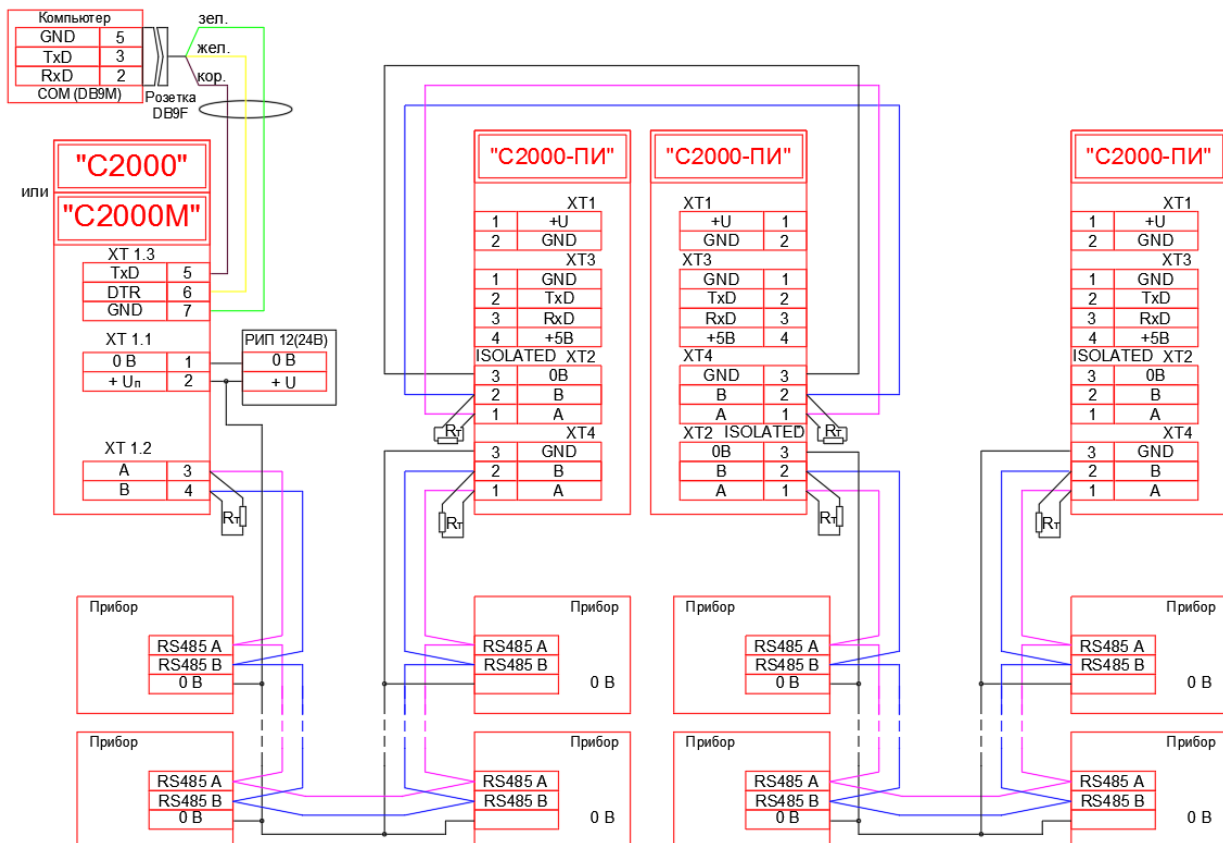 Компьютер
GND 5
TxD 3
RxD 2
COM (DB9M)
Розетка
DB9F
зел.
жел.
кор.
"С2000"
или
"С2000М"
XT 1.3
TxD 5
DTR 6
GND 7
XT 1.1
0 В 1
+ Uп 2
РИП 12(24В)
0 В
+ U
XT 1.2
A 3
B 4
Rт
"С2000-ПИ"
XT1
1 +U
2 GND
XT3
1 GND
2 TxD
3 RxD
4 +5В
ISOLATED XT2
3 0В
2 B
1 A
Rт
XT4
3 GND
2 B
1 A
Rт
"С2000-ПИ"
XT1
+U 1
GND 2
XT3
GND 1
TxD 2
RxD 3
+5В 4
XT4
GND 3
B 2
A 1
Rт
XT2 ISOLATED
0В 3
B 2
A 1
Rт
"С2000-ПИ"
XT1
1 +U
2 GND
XT3
1 GND
2 TxD
3 RxD
4 +5В
ISOLATED XT2
3 0В
2 B
1 A
XT4
3 GND
2 B
1 A
Rт
Прибор
RS485 A
RS485 B
0 В
Прибор
RS485 A
RS485 B
0 В
Прибор
RS485 A
RS485 B
0 В
Прибор
RS485 A
RS485 B
0 В
Прибор
RS485 A
RS485 B
0 В
Прибор
RS485 A
RS485 B
0 В
Прибор
RS485 A
RS485 B
0 В
Прибор
RS485 A
RS485 B
0 В